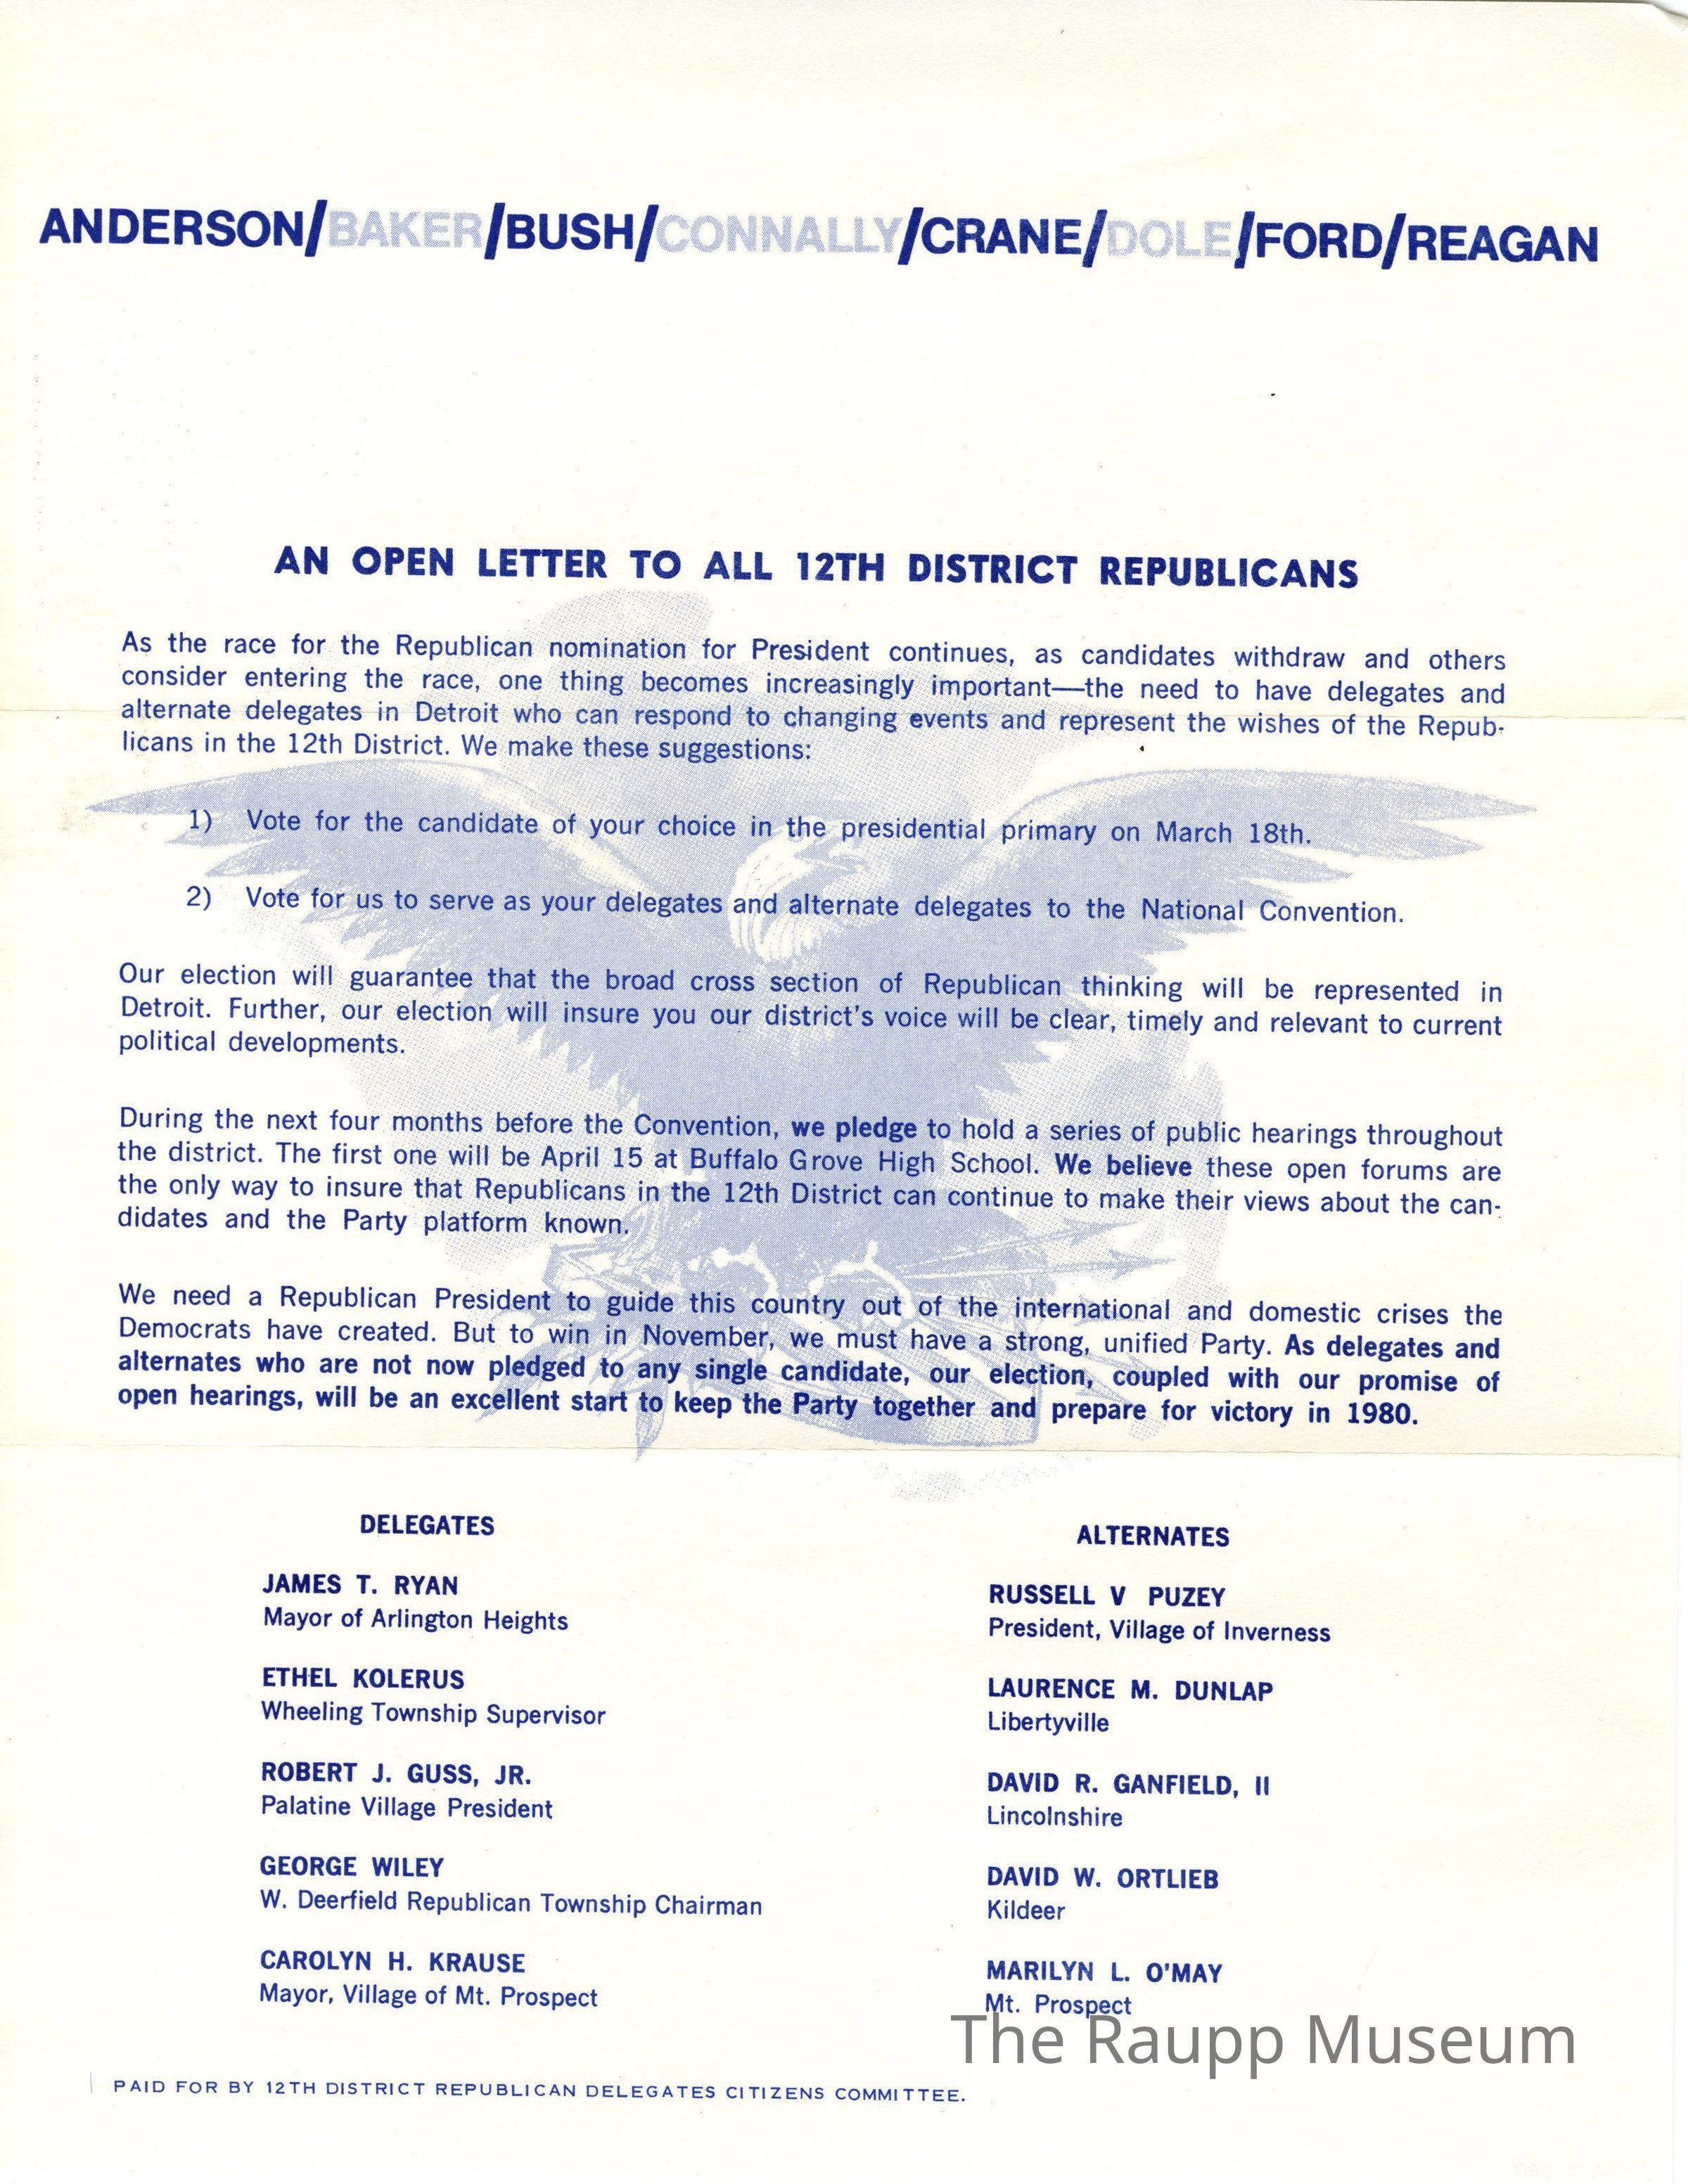 ANDERSON/BAKER/BUSH/CONNALLY/CRANE/DOLE/FORD/REAGAN
AN OPEN LETTER TO ALL 12TH DISTRICT REPUBLICANS
As the race for the Republican nomination for President continues, as candidates withdraw and others
consider entering the race, one thing becomes increasingly important—the need to have delegates and
alternate delegates in Detroit who can respond to changing events and represent the wishes of the Repub-
licans in the 12th District. We make these suggestions:
1) Vote for the candidate of your choice in the presidential primary on March 18th.
2) Vote for us to serve as your delegates and alternate delegates to the National Convention.
Our election will guarantee that the broad cross section of Republican thinking will be represented in
Detroit. Further, our election will insure you our district's voice will be clear, timely and relevant to current
political developments.
During the next four months before the Convention, we pledge to hold a series of public hearings throughout
the district. The first one will be April 15 at Buffalo Grove High School. We believe these open forums are
the only way to insure that Republicans in the 12th District can continue to make their views about the can-
didates and the Party platform known.
We need a Republican President to guide this country out of the international and domestic crises the
Democrats have created. But to win in November, we must have a strong, unified Party. As delegates and
alternates who are not now pledged to any single candidate, our election, coupled with our promise of
open hearings, will be an excellent start to keep the Party together and prepare for victory in 1980.
DELEGATES
JAMES T. RYAN
Mayor of Arlington Heights
ETHEL KOLERUS
Wheeling Township Supervisor
ROBERT J. GUSS, JR.
Palatine Village President
GEORGE WILEY
W. Deerfield Republican Township Chairman
CAROLYN H. KRAUSE
Mayor, Village of Mt. Prospect
ALTERNATES
RUSSELL V PUZEY
President, Village of Inverness
LAURENCE M. DUNLAP
Libertyville
DAVID R. GANFIELD, II
Lincolnshire
DAVID W. ORTLIEB
Kildeer
MARILYN L. O'MAY
Mt. Prospect
The Raupp Museum
PAID FOR BY 12TH DISTRICT REPUBLICAN DELEGATES CITIZENS COMMITTEE.